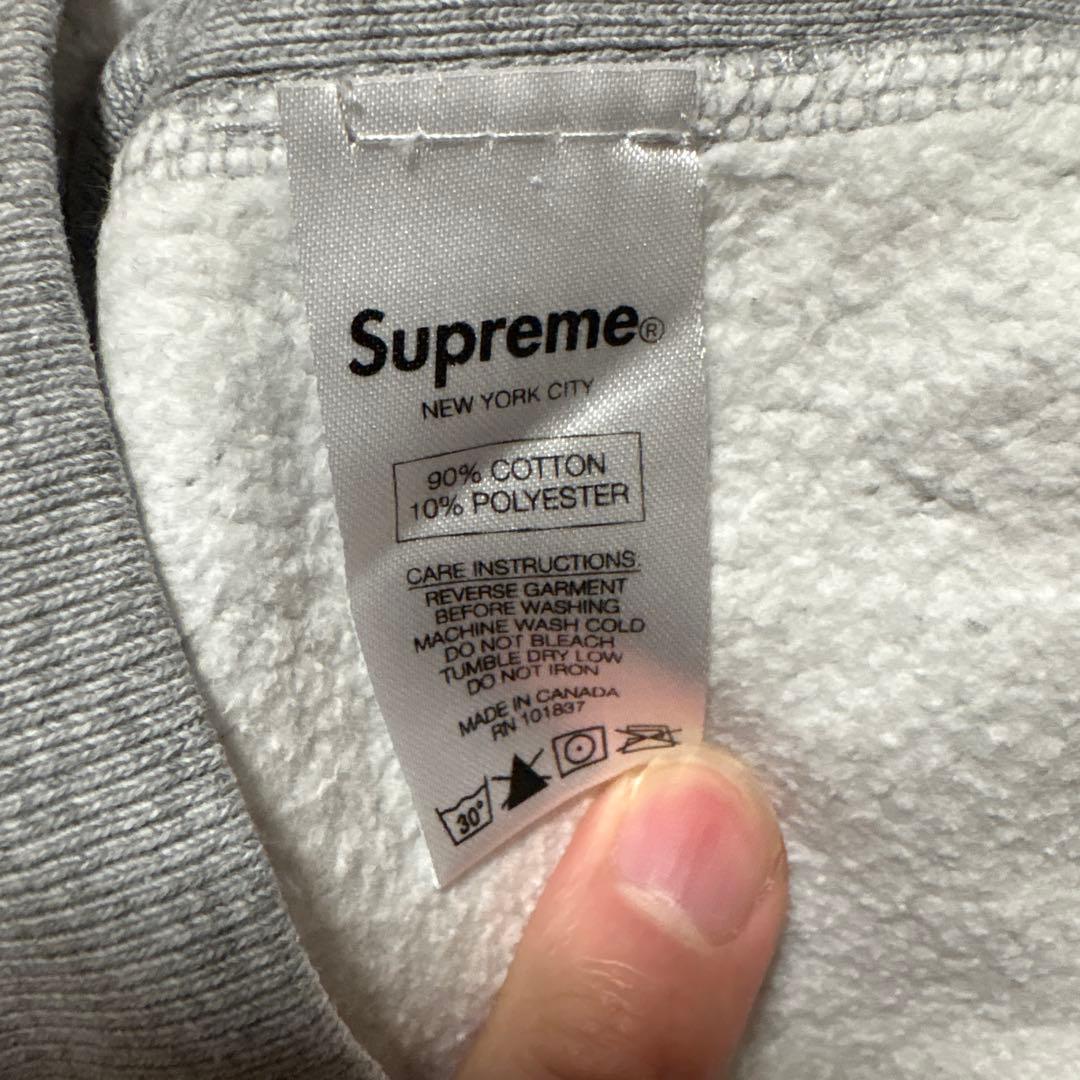 Supreme®
NEW YORK CITY
90% COTTON
10% POLYESTER
CARE INSTRUCTIONS:
REVERSE GARMENT
BEFORE WASHING
MACHINE WASH COLD
DO NOT BLEACH
TUMBLE DRY LOW
DO NOT IRON
MADE IN CANADA
RN 101837
30°